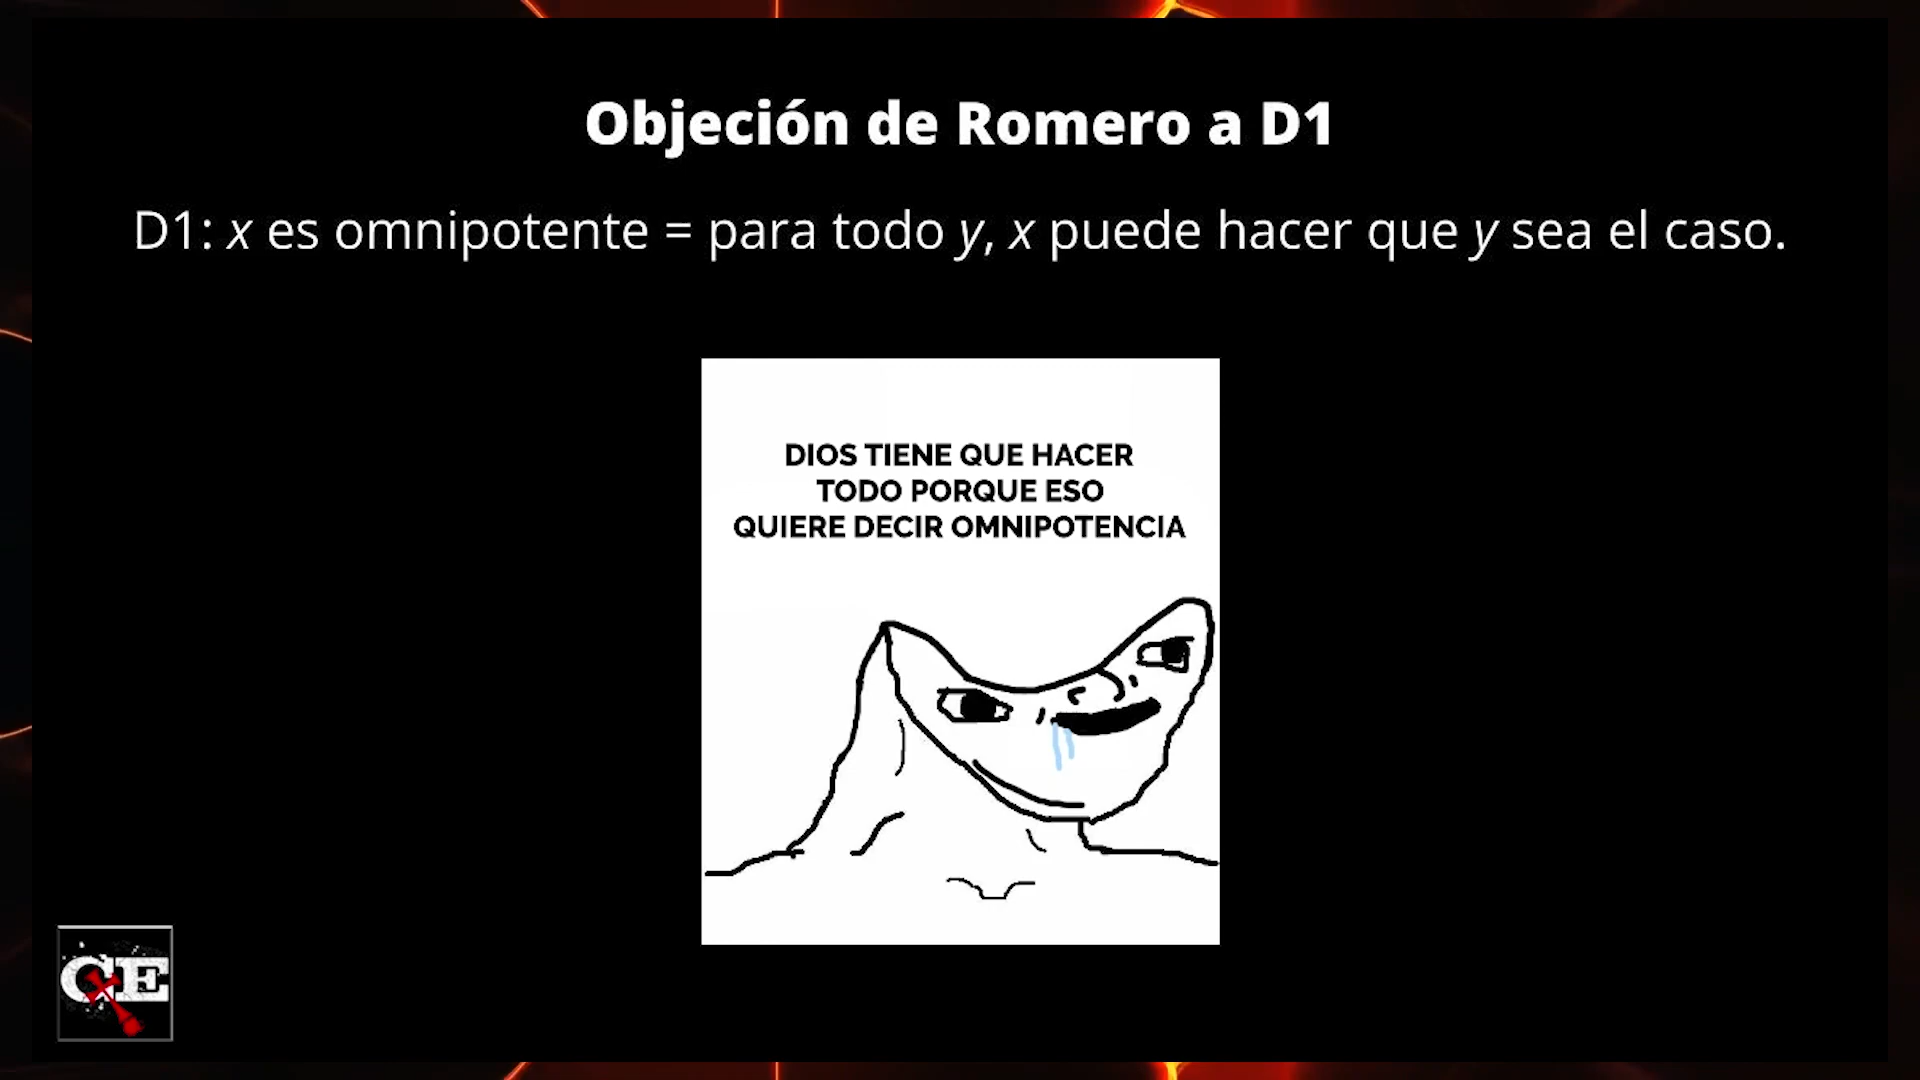 Objeción de Romero a D1
D1: x es omnipotente = para todo y, x puede hacer que y sea el caso.
DIOS TIENE QUE HACER
TODO PORQUE ESO
QUIERE DECIR OMNIPOTENCIA
CE